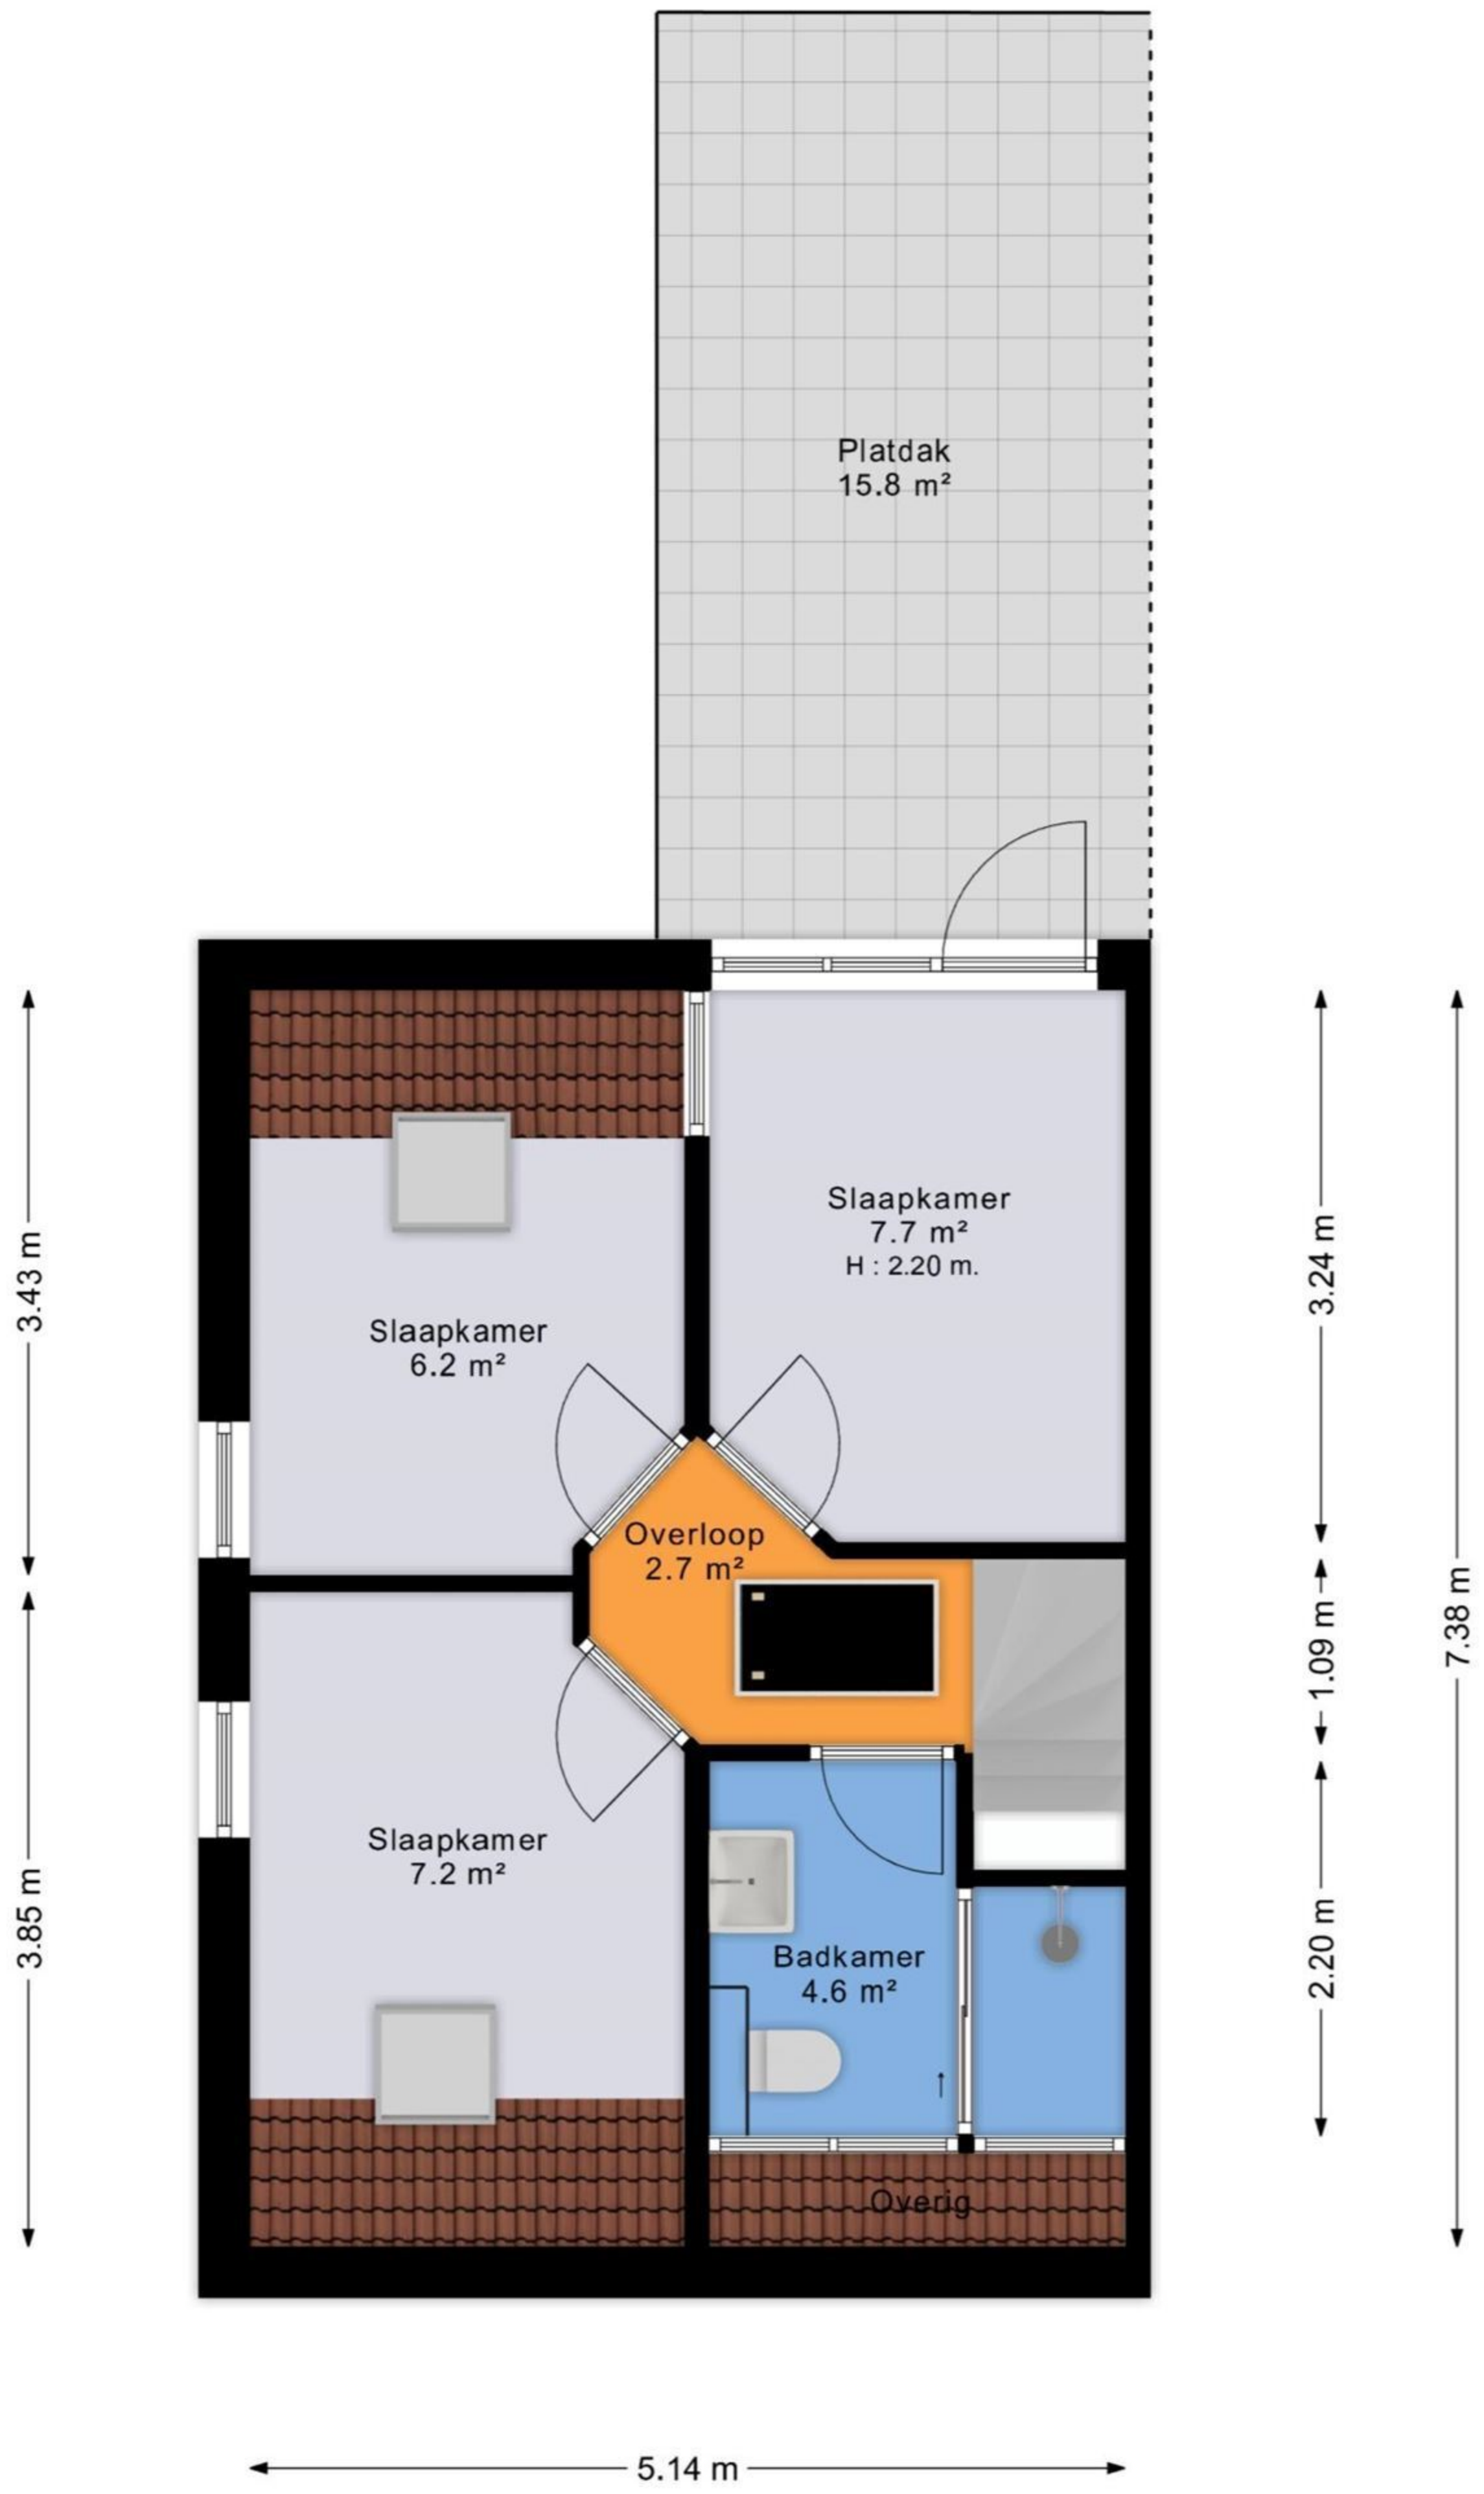 Platdak
15.8 m²
Slaapkamer
7.7 m²
H : 2.20 m.
Slaapkamer
6.2 m²
Overloop
2.7 m²
Slaapkamer
7.2 m²
Badkamer
4.6 m²
Overig
3.43 m
3.85 m
3.24 m
1.09 m
2.20 m
7.38 m
5.14 m